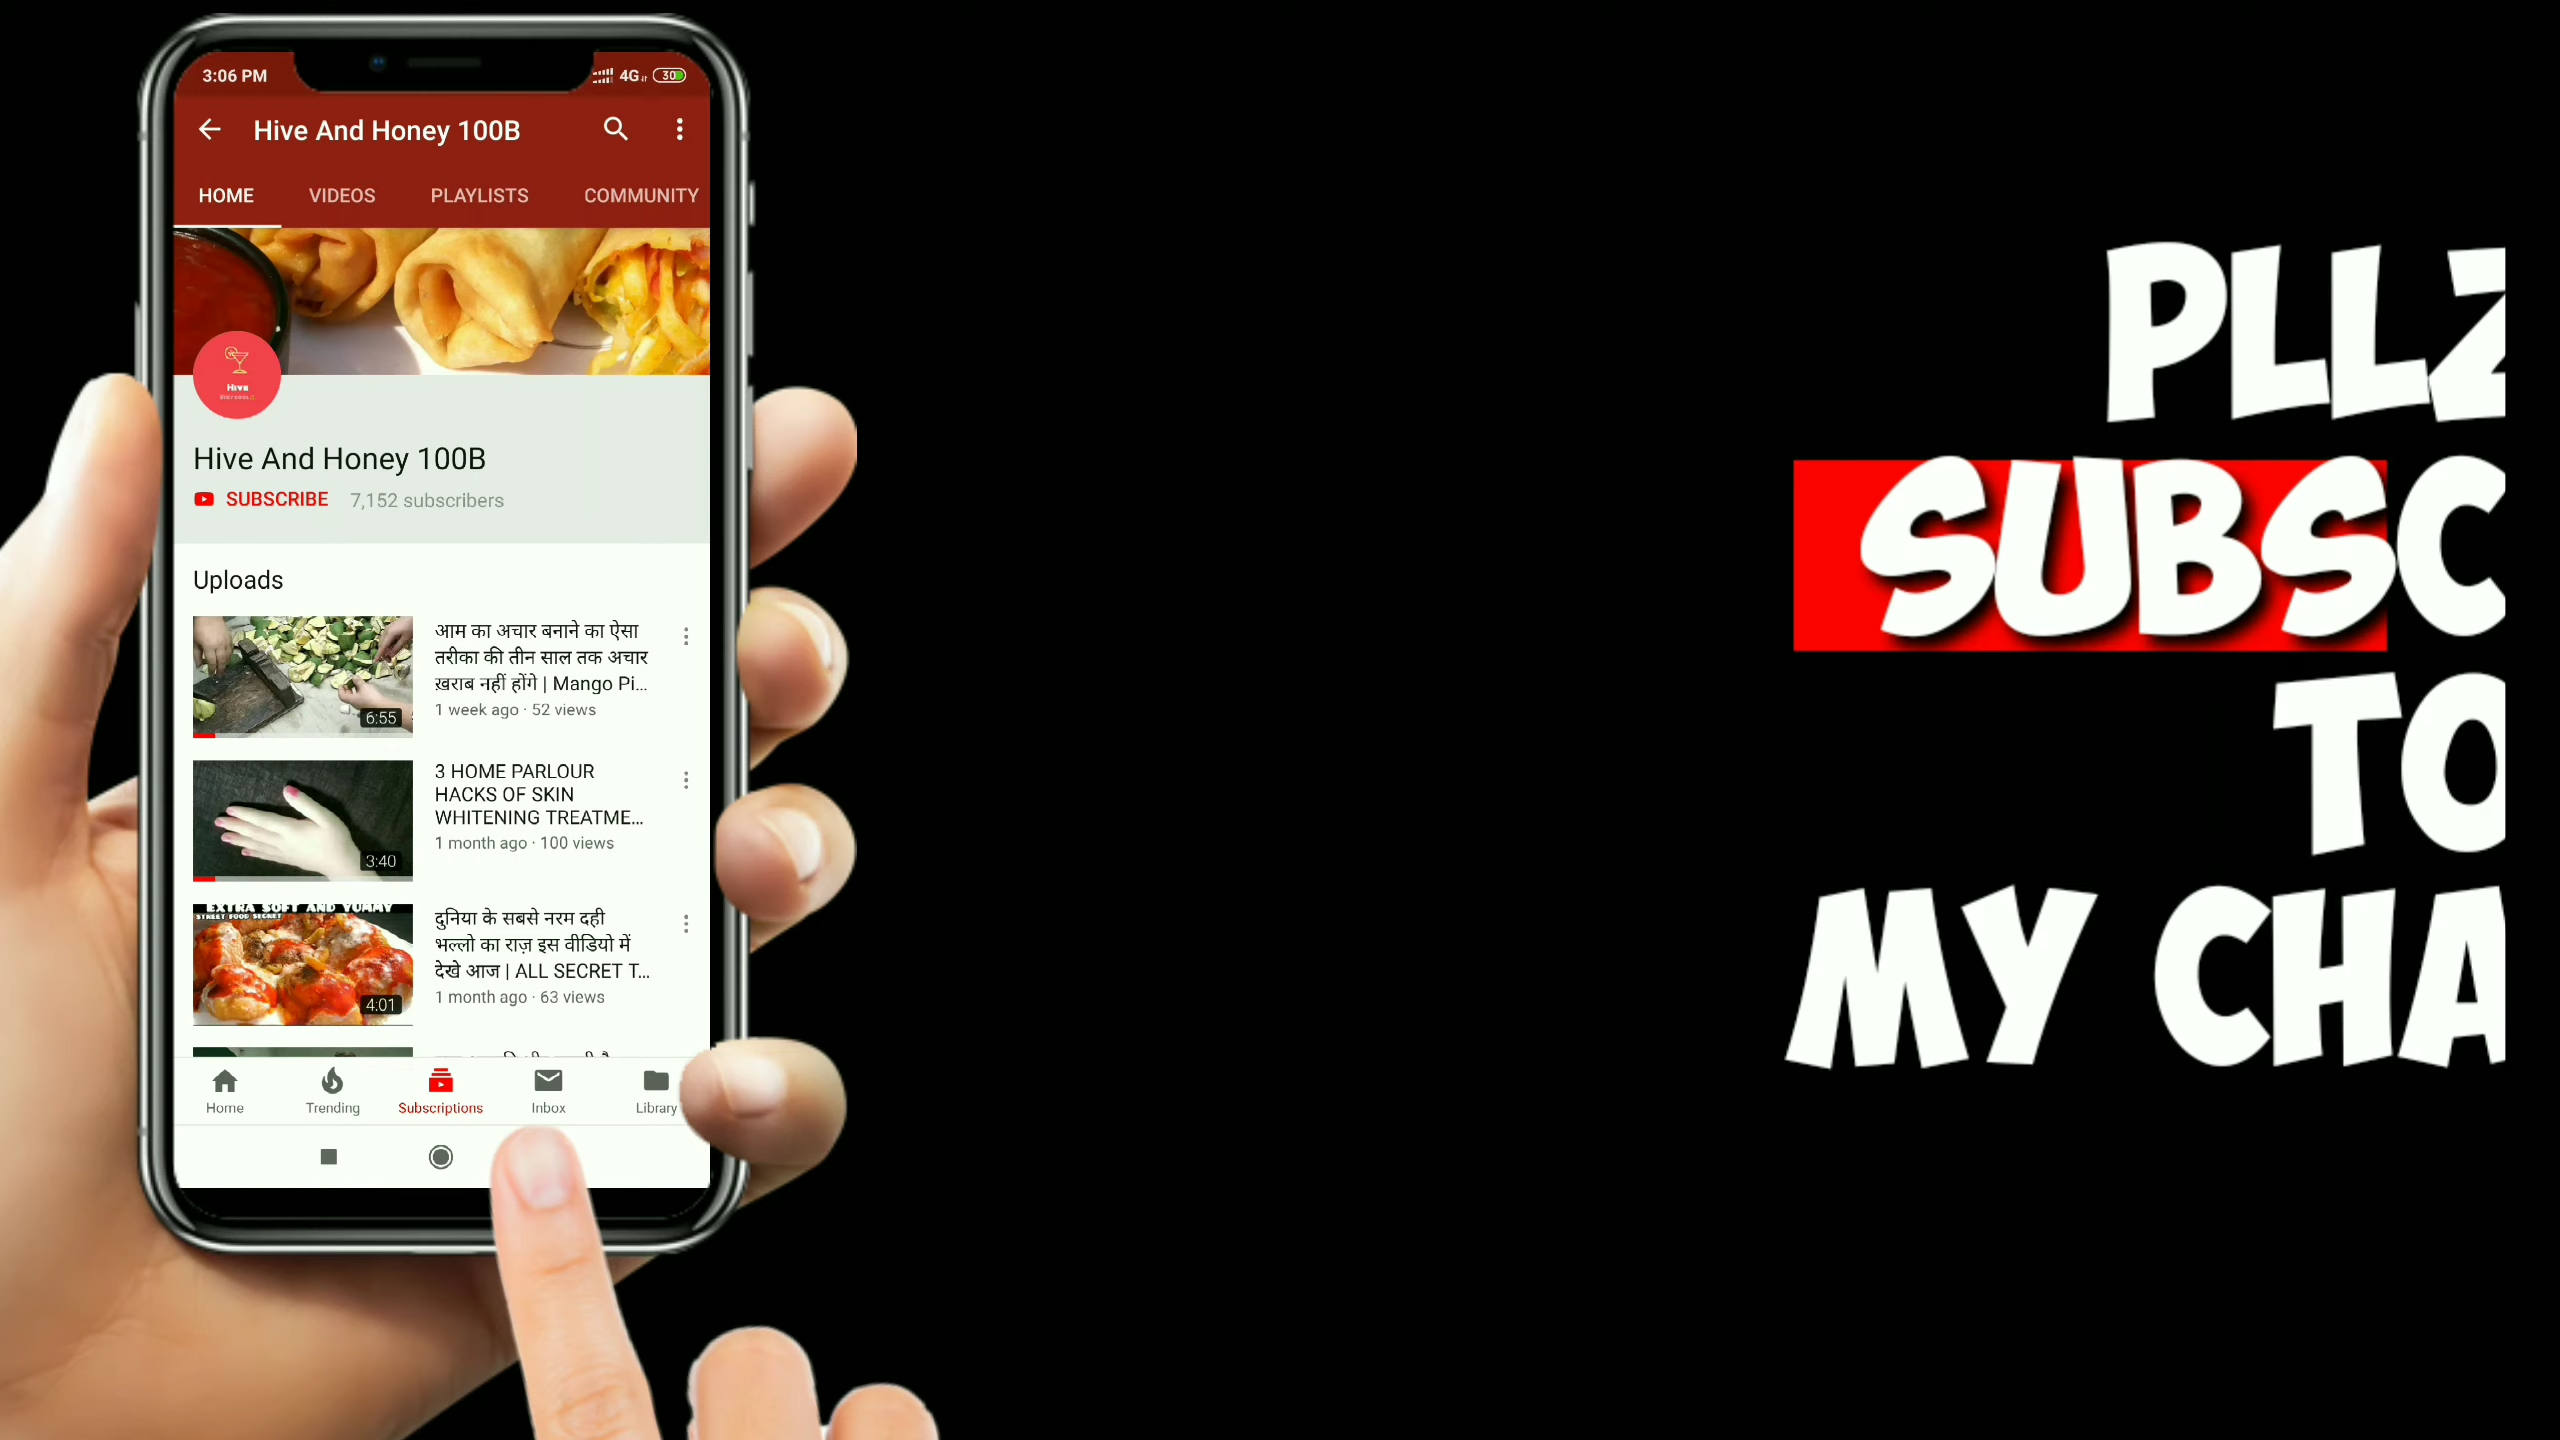 3:06 PM
4G
30
Hive And Honey 100B
HOME VIDEOS PLAYLISTS COMMUNITY
Hive
Hive And Honey 100B
SUBSCRIBE 7,152 subscribers
Uploads
आम का अचार बनाने का ऐसा
तरीका की तीन साल तक अचार
ख़राब नहीं होंगे | Mango Pi...
1 week ago · 52 views
6:55
3 HOME PARLOUR
HACKS OF SKIN
WHITENING TREATME...
1 month ago · 100 views
3:40
EXTRA SOFT AND YUMMY
STREET FOOD SECRET
दुनिया के सबसे नरम दही
भल्लो का राज़ इस वीडियो में
देखे आज | ALL SECRET T...
1 month ago · 63 views
4:01
Home Trending Subscriptions Inbox Library
PLLZ
SUBSC
TO
MY CHA